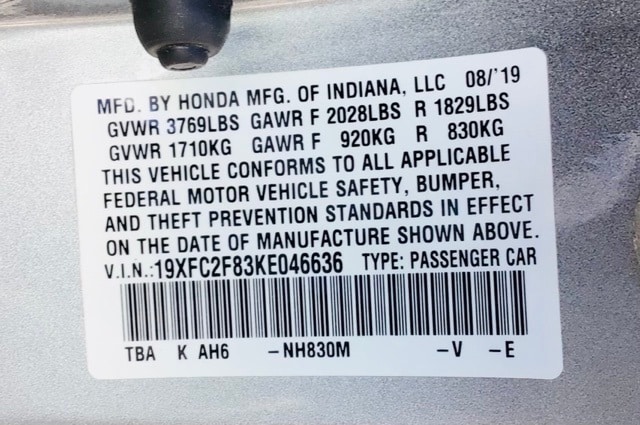 MFD. BY HONDA MFG. OF INDIANA, LLC 08/'19
GVWR 3769LBS GAWR F 2028LBS R 1829LBS
GVWR 1710KG GAWR F 920KG R 830KG
THIS VEHICLE CONFORMS TO ALL APPLICABLE
FEDERAL MOTOR VEHICLE SAFETY, BUMPER,
AND THEFT PREVENTION STANDARDS IN EFFECT
ON THE DATE OF MANUFACTURE SHOWN ABOVE.
V.I.N.:19XFC2F83KE046636 TYPE: PASSENGER CAR
TBA K AH6 -NH830M -V -E